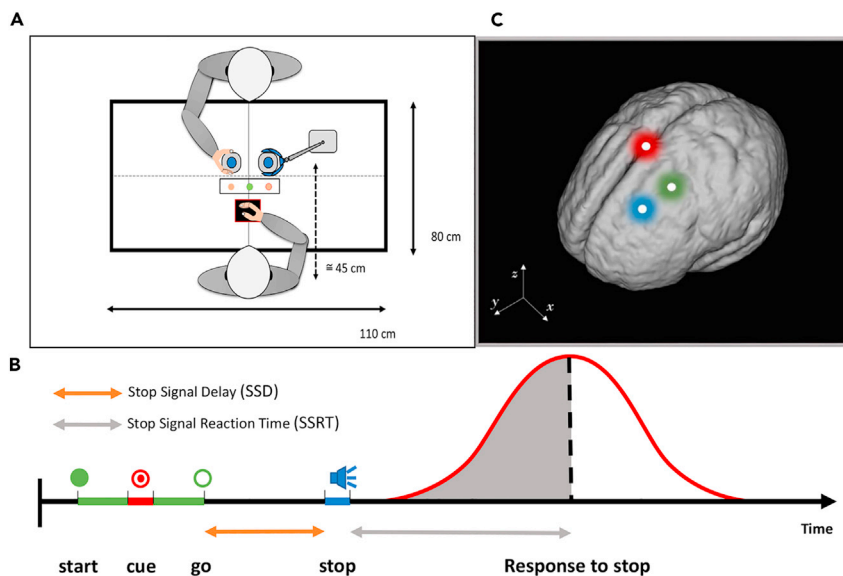 A
C
80 cm
≅ 45 cm
110 cm
z
y
x
B
Stop Signal Delay (SSD)
Stop Signal Reaction Time (SSRT)
Time
start cue go stop Response to stop